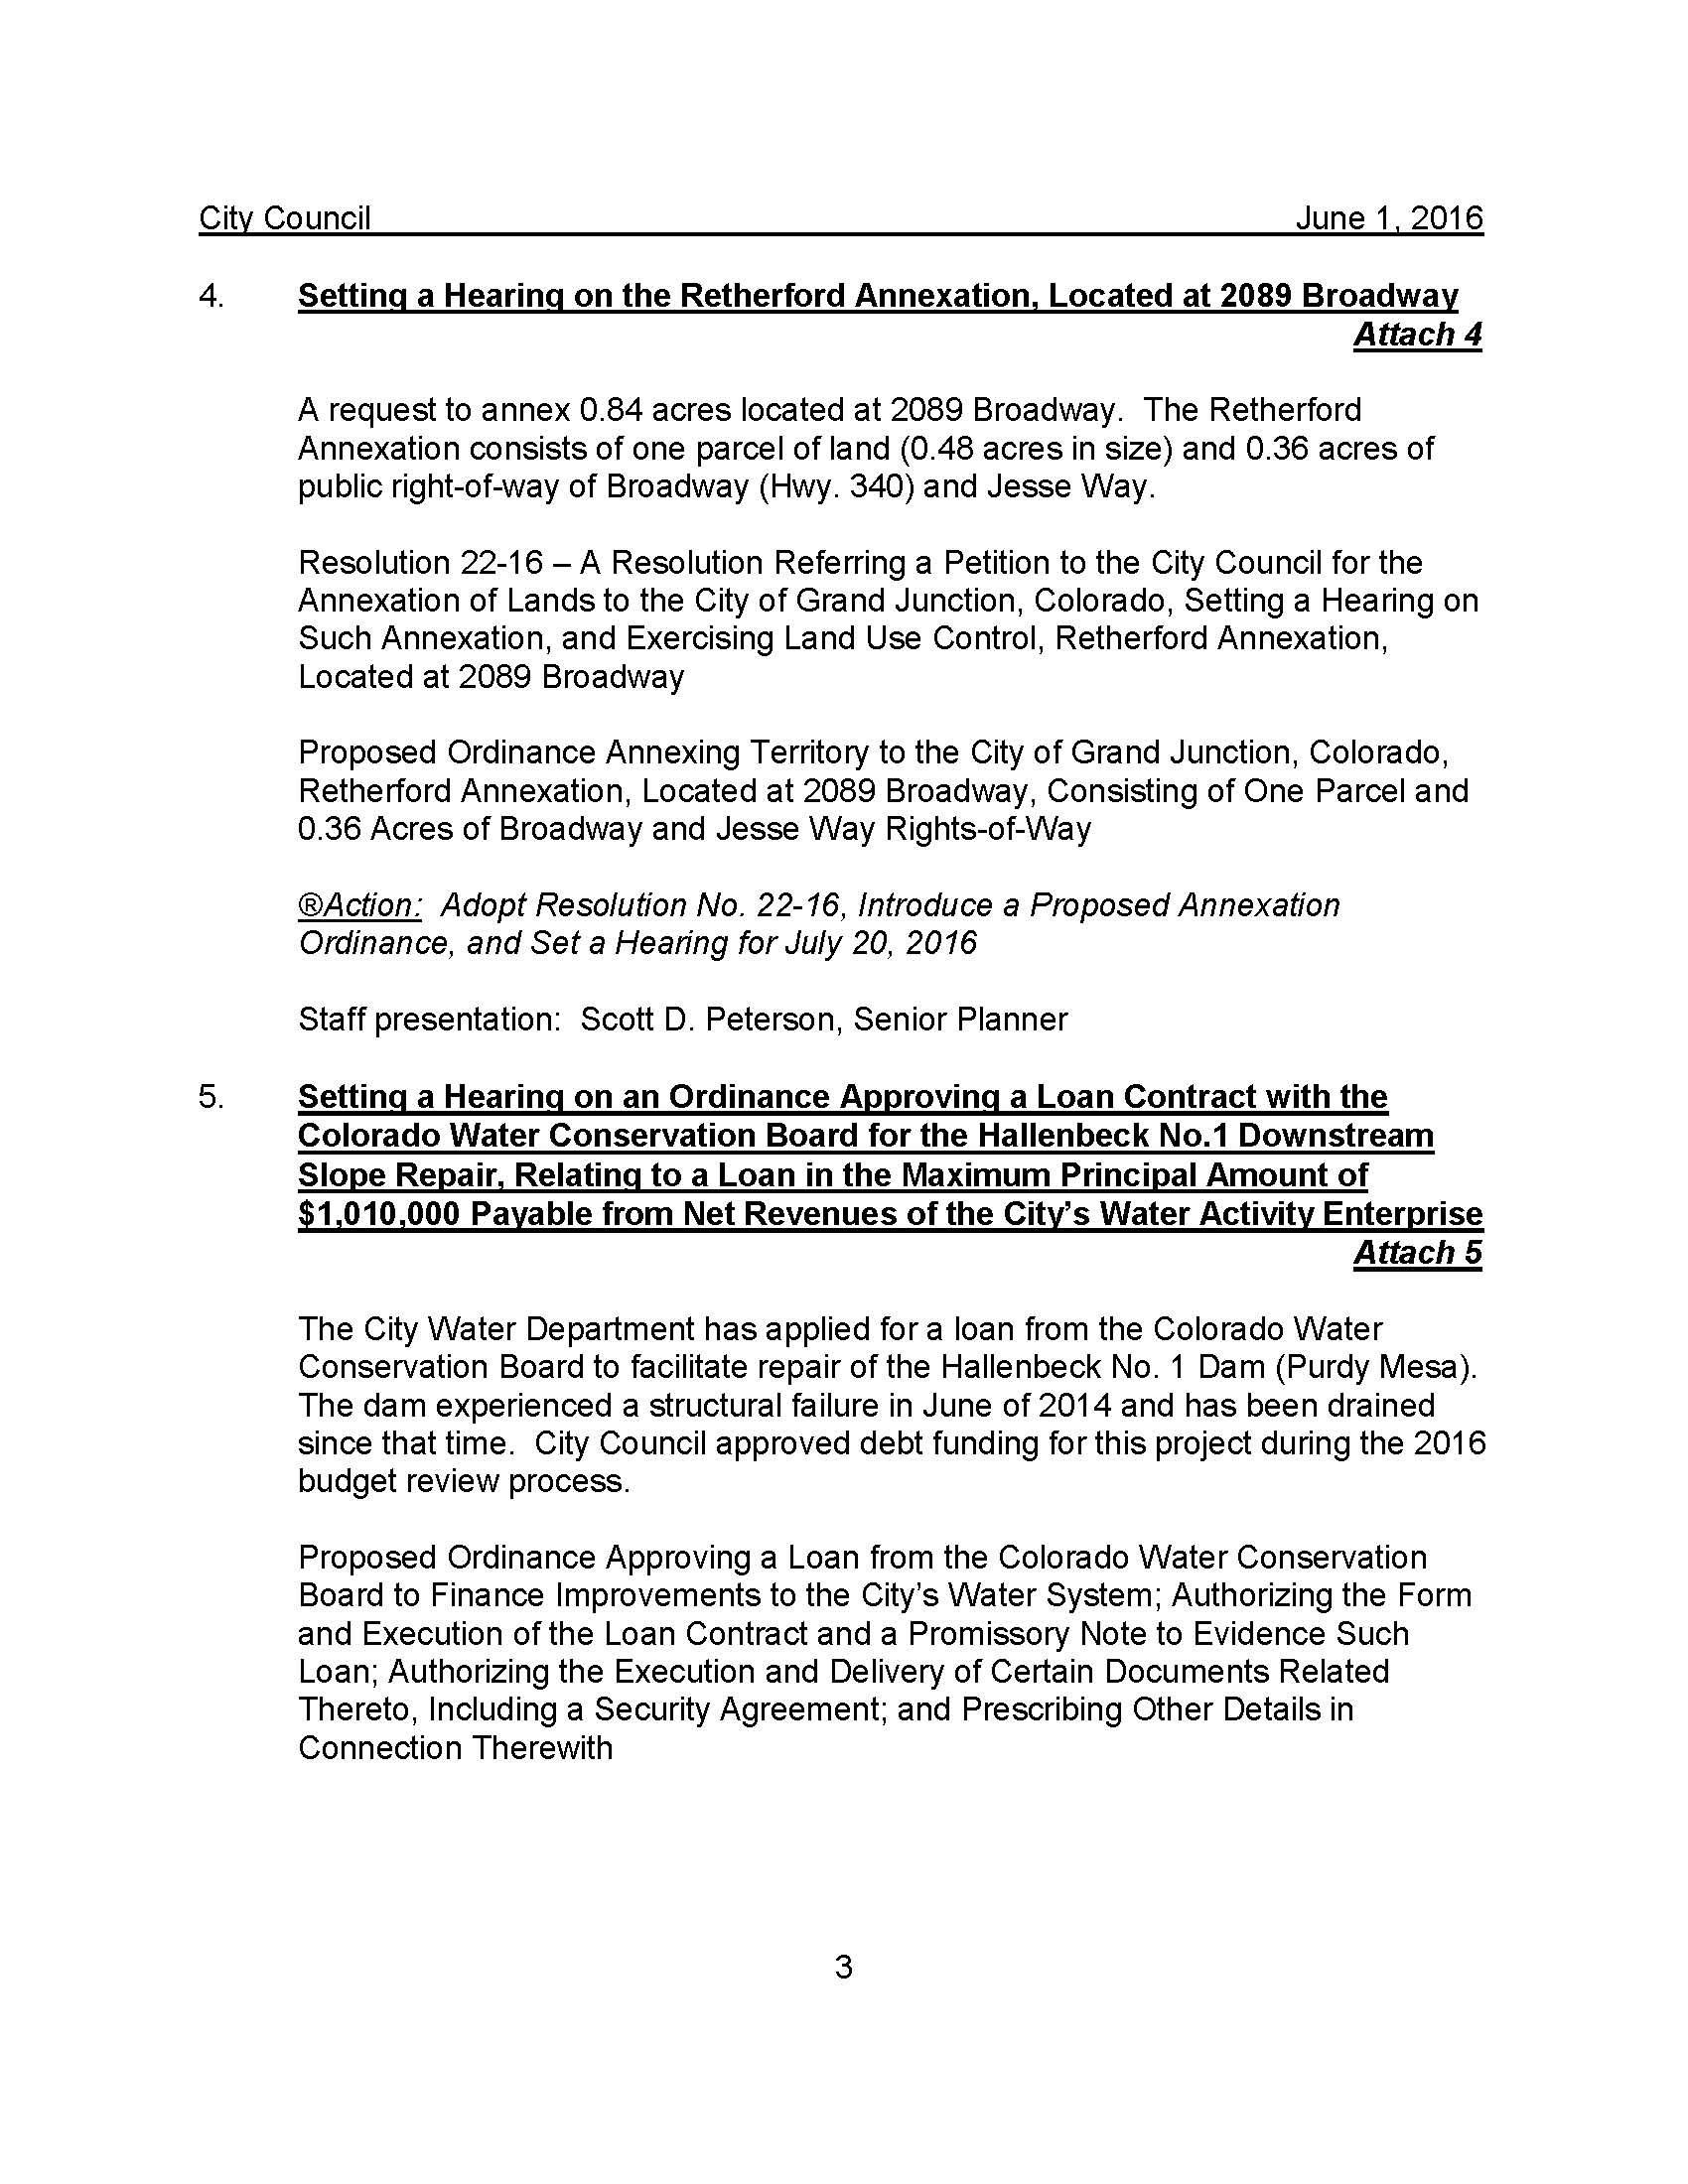 City Council June 1, 2016
4. Setting a Hearing on the Retherford Annexation, Located at 2089 Broadway
Attach 4
A request to annex 0.84 acres located at 2089 Broadway.  The Retherford
Annexation consists of one parcel of land (0.48 acres in size) and 0.36 acres of
public right-of-way of Broadway (Hwy. 340) and Jesse Way.
Resolution 22-16 – A Resolution Referring a Petition to the City Council for the
Annexation of Lands to the City of Grand Junction, Colorado, Setting a Hearing on
Such Annexation, and Exercising Land Use Control, Retherford Annexation,
Located at 2089 Broadway
Proposed Ordinance Annexing Territory to the City of Grand Junction, Colorado,
Retherford Annexation, Located at 2089 Broadway, Consisting of One Parcel and
0.36 Acres of Broadway and Jesse Way Rights-of-Way
®Action:  Adopt Resolution No. 22-16, Introduce a Proposed Annexation
Ordinance, and Set a Hearing for July 20, 2016
Staff presentation:  Scott D. Peterson, Senior Planner
5. Setting a Hearing on an Ordinance Approving a Loan Contract with the
Colorado Water Conservation Board for the Hallenbeck No.1 Downstream
Slope Repair, Relating to a Loan in the Maximum Principal Amount of
$1,010,000 Payable from Net Revenues of the City’s Water Activity Enterprise
Attach 5
The City Water Department has applied for a loan from the Colorado Water
Conservation Board to facilitate repair of the Hallenbeck No. 1 Dam (Purdy Mesa).
The dam experienced a structural failure in June of 2014 and has been drained
since that time.  City Council approved debt funding for this project during the 2016
budget review process.
Proposed Ordinance Approving a Loan from the Colorado Water Conservation
Board to Finance Improvements to the City’s Water System; Authorizing the Form
and Execution of the Loan Contract and a Promissory Note to Evidence Such
Loan; Authorizing the Execution and Delivery of Certain Documents Related
Thereto, Including a Security Agreement; and Prescribing Other Details in
Connection Therewith
3